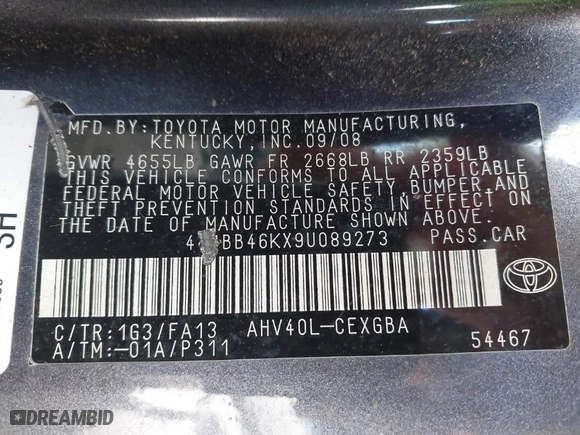 MFD.BY:TOYOTA MOTOR MANUFACTURING,
KENTUCKY,INC.09/08
GVWR 4655LB GAWR FR 2668LB RR 2359LB
THIS VEHICLE CONFORMS TO ALL APPLICABLE
FEDERAL MOTOR VEHICLE SAFETY,BUMPER,AND
THEFT PREVENTION STANDARDS IN EFFECT ON
THE DATE OF MANUFACTURE SHOWN ABOVE.
BB46KX9U089273 PASS.CAR
TOYOTA
C/TR:1G3/FA13 AHV40L-CEXGBA
A/TM:-01A/P311 54467
DREAMBID